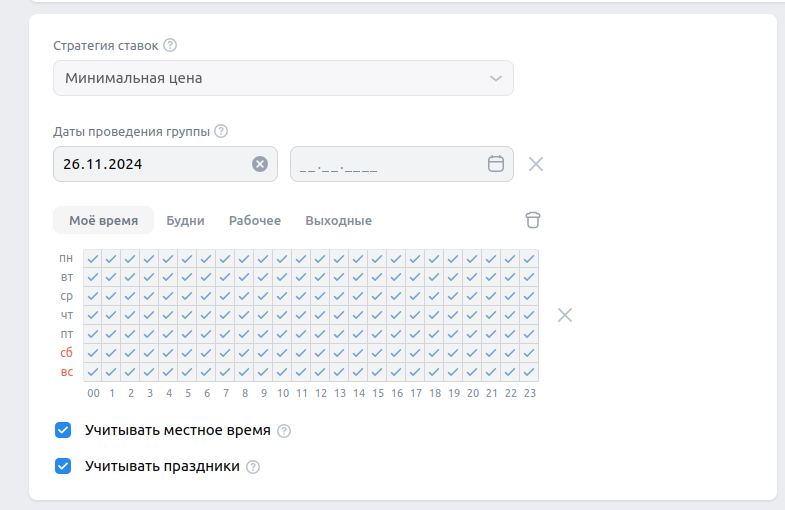 Стратегия ставок ?
Минимальная цена
Даты проведения группы ?
26.11.2024 __.__.____
Моё время Будни Рабочее Выходные
пн
вт
ср
чт
пт
сб
вс
00 1 2 3 4 5 6 7 8 9 10 11 12 13 14 15 16 17 18 19 20 21 22 23
Учитывать местное время ?
Учитывать праздники ?